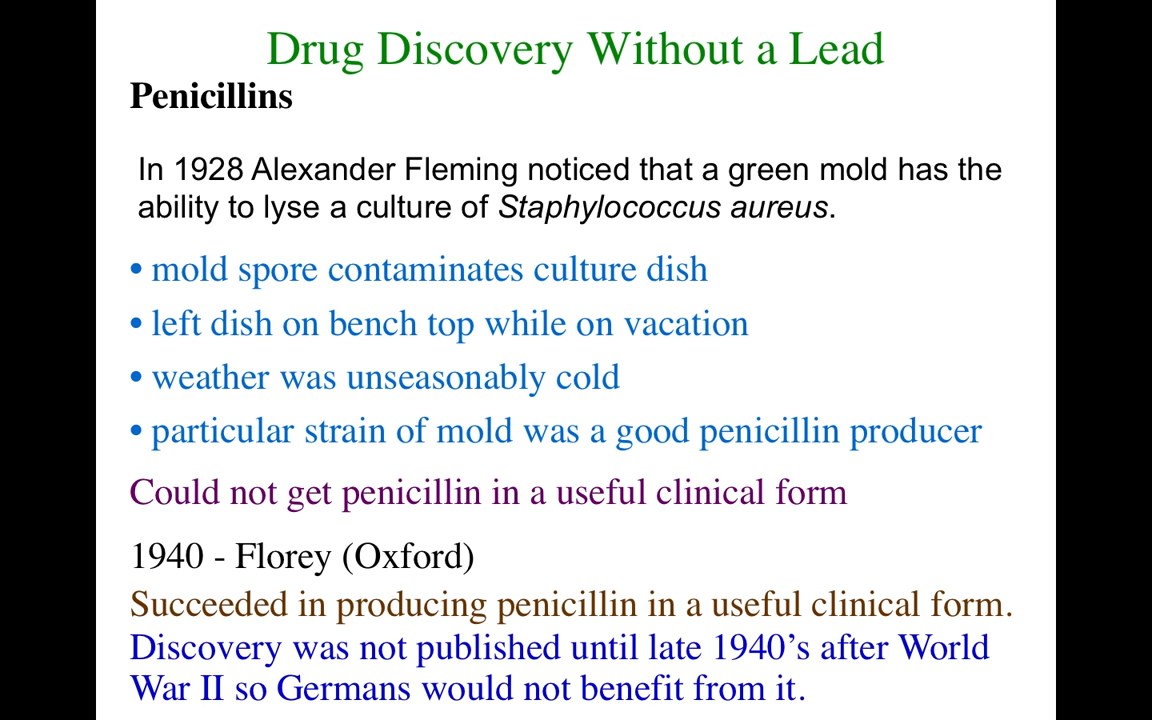 Drug Discovery Without a Lead
Penicillins
In 1928 Alexander Fleming noticed that a green mold has the
ability to lyse a culture of Staphylococcus aureus.
• mold spore contaminates culture dish
• left dish on bench top while on vacation
• weather was unseasonably cold
• particular strain of mold was a good penicillin producer
Could not get penicillin in a useful clinical form
1940 - Florey (Oxford)
Succeeded in producing penicillin in a useful clinical form.
Discovery was not published until late 1940’s after World
War II so Germans would not benefit from it.